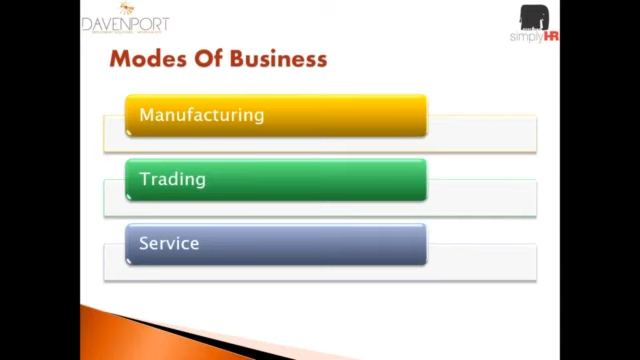 DAVENPORT
simplyHR
Modes Of Business
Manufacturing
Trading
Service